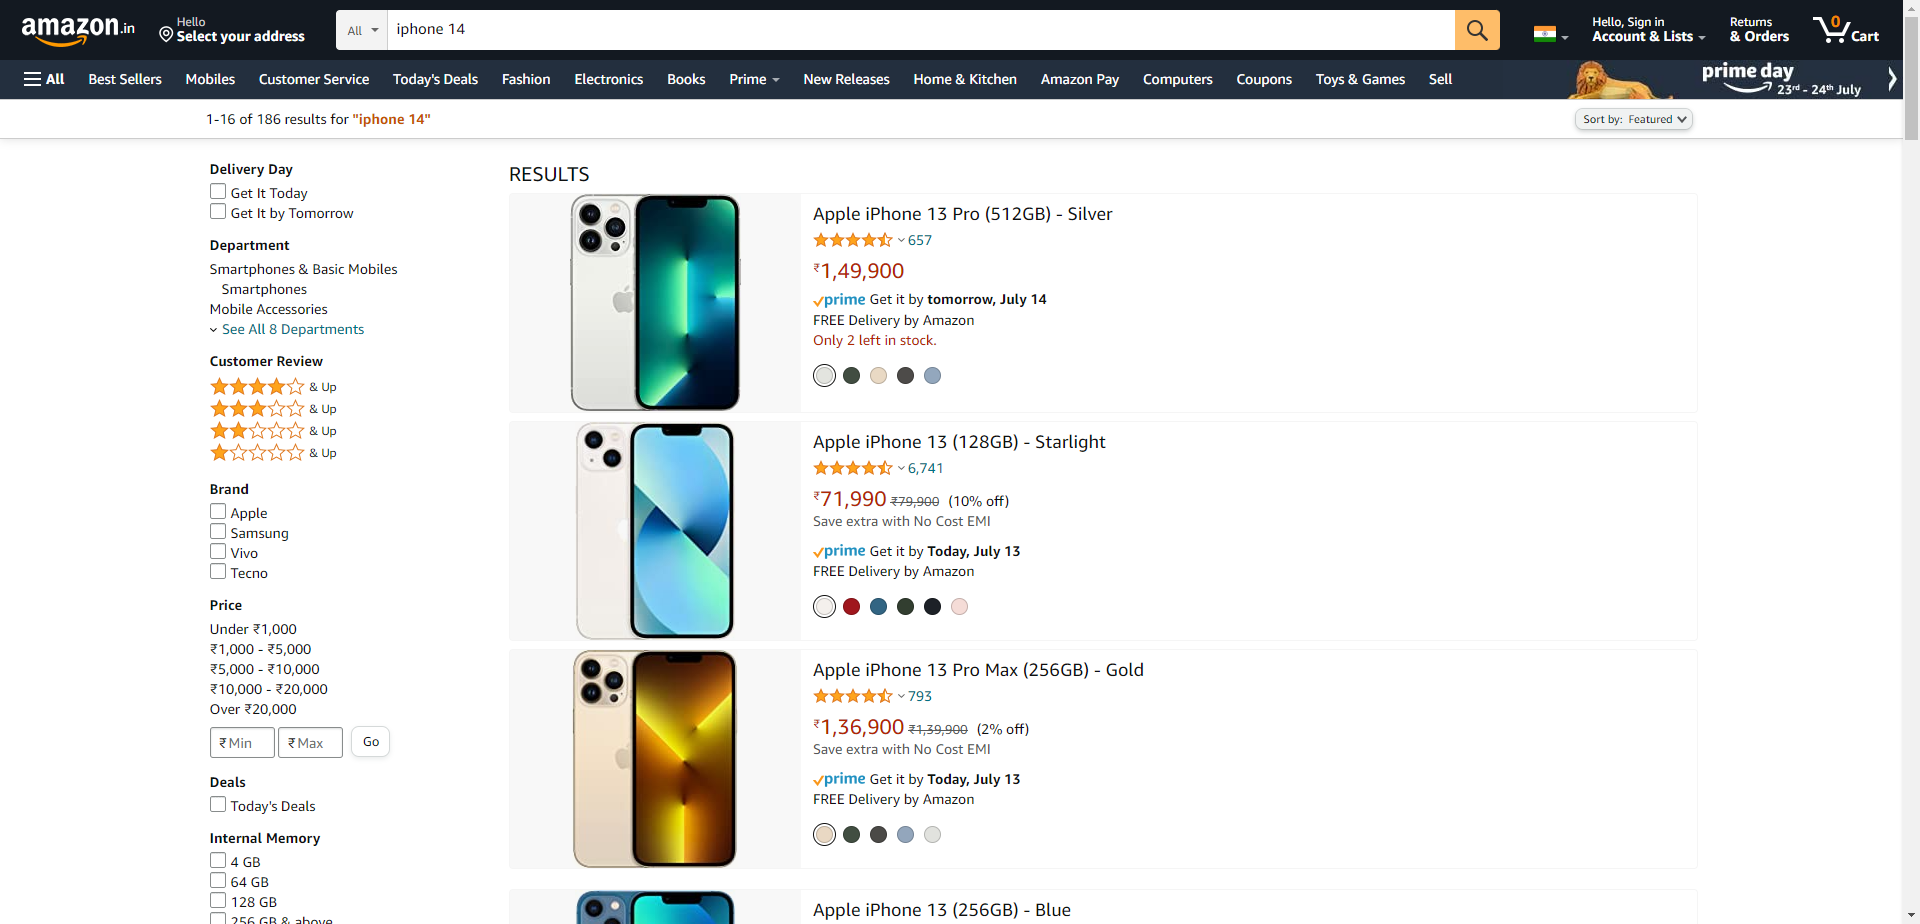 amazon.in
Hello
Select your address
All
iphone 14
Hello, Sign in
Account & Lists
Returns
& Orders
0
Cart
All
Best Sellers
Mobiles
Customer Service
Today's Deals
Fashion
Electronics
Books
Prime
New Releases
Home & Kitchen
Amazon Pay
Computers
Coupons
Toys & Games
Sell
prime day
23rd - 24th July
1-16 of 186 results for "iphone 14"
Sort by: Featured
Delivery Day
Get It Today
Get It by Tomorrow
Department
Smartphones & Basic Mobiles
Smartphones
Mobile Accessories
See All 8 Departments
Customer Review
& Up
& Up
& Up
& Up
Brand
Apple
Samsung
Vivo
Tecno
Price
Under ₹1,000
₹1,000 - ₹5,000
₹5,000 - ₹10,000
₹10,000 - ₹20,000
Over ₹20,000
₹ Min
₹ Max
Go
Deals
Today's Deals
Internal Memory
4 GB
64 GB
128 GB
256 GB & above
RESULTS
Apple iPhone 13 Pro (512GB) - Silver
657
₹1,49,900
prime Get it by tomorrow, July 14
FREE Delivery by Amazon
Only 2 left in stock.
Apple iPhone 13 (128GB) - Starlight
6,741
₹71,990 ₹79,900 (10% off)
Save extra with No Cost EMI
prime Get it by Today, July 13
FREE Delivery by Amazon
Apple iPhone 13 Pro Max (256GB) - Gold
793
₹1,36,900 ₹1,39,900 (2% off)
Save extra with No Cost EMI
prime Get it by Today, July 13
FREE Delivery by Amazon
Apple iPhone 13 (256GB) - Blue